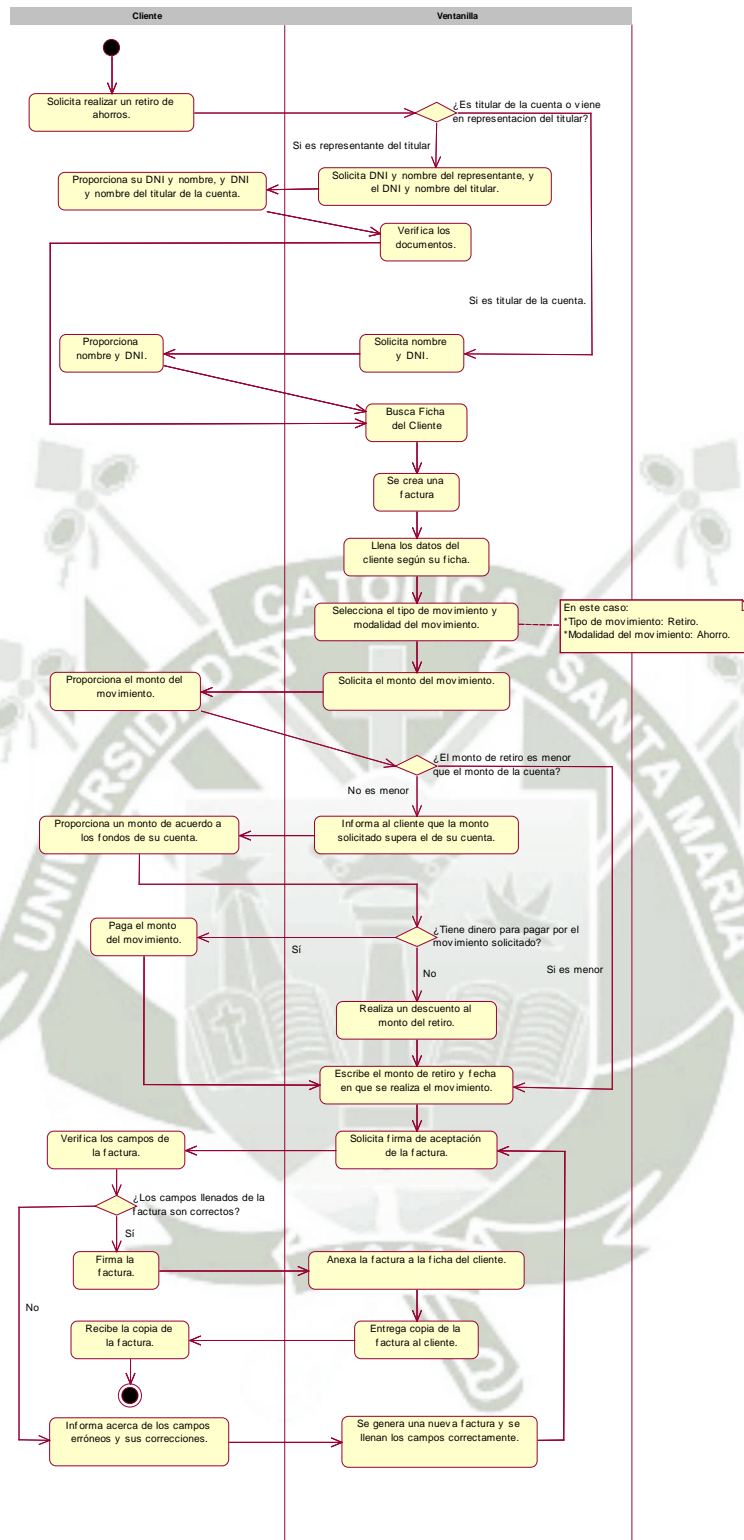 Cliente
Ventanilla
Solicita realizar un retiro de
ahorros.
¿Es titular de la cuenta o viene
en representacion del titular?
Si es representante del titular
Proporciona su DNI y nombre, y DNI
y nombre del titular de la cuenta.
Solicita DNI y nombre del representante, y
el DNI y nombre del titular.
Verifica los
documentos.
Si es titular de la cuenta.
Proporciona
nombre y DNI.
Solicita nombre
y DNI.
Busca Ficha
del Cliente
Se crea una
factura
Llena los datos del
cliente según su ficha.
Selecciona el tipo de movimiento y
modalidad del movimiento.
En este caso:
*Tipo de movimiento: Retiro.
*Modalidad del movimiento: Ahorro.
Proporciona el monto del
movimiento.
Solicita el monto del movimiento.
¿El monto de retiro es menor
que el monto de la cuenta?
No es menor
Proporciona un monto de acuerdo a
los fondos de su cuenta.
Informa al cliente que la monto
solicitado supera el de su cuenta.
Paga el monto
del movimiento.
¿Tiene dinero para pagar por el
movimiento solicitado?
Sí
Si es menor
No
Realiza un descuento al
monto del retiro.
Escribe el monto de retiro y fecha
en que se realiza el movimiento.
Verifica los campos de
la factura.
Solicita firma de aceptación
de la factura.
¿Los campos llenados de la
factura son correctos?
Sí
Firma la
factura.
Anexa la factura a la ficha del cliente.
No
Recibe la copia de
la factura.
Entrega copia de la
factura al cliente.
Informa acerca de los campos
erróneos y sus correcciones.
Se genera una nueva factura y se
llenan los campos correctamente.
UNIVERSIDAD CATOLICA SANTA MARIA